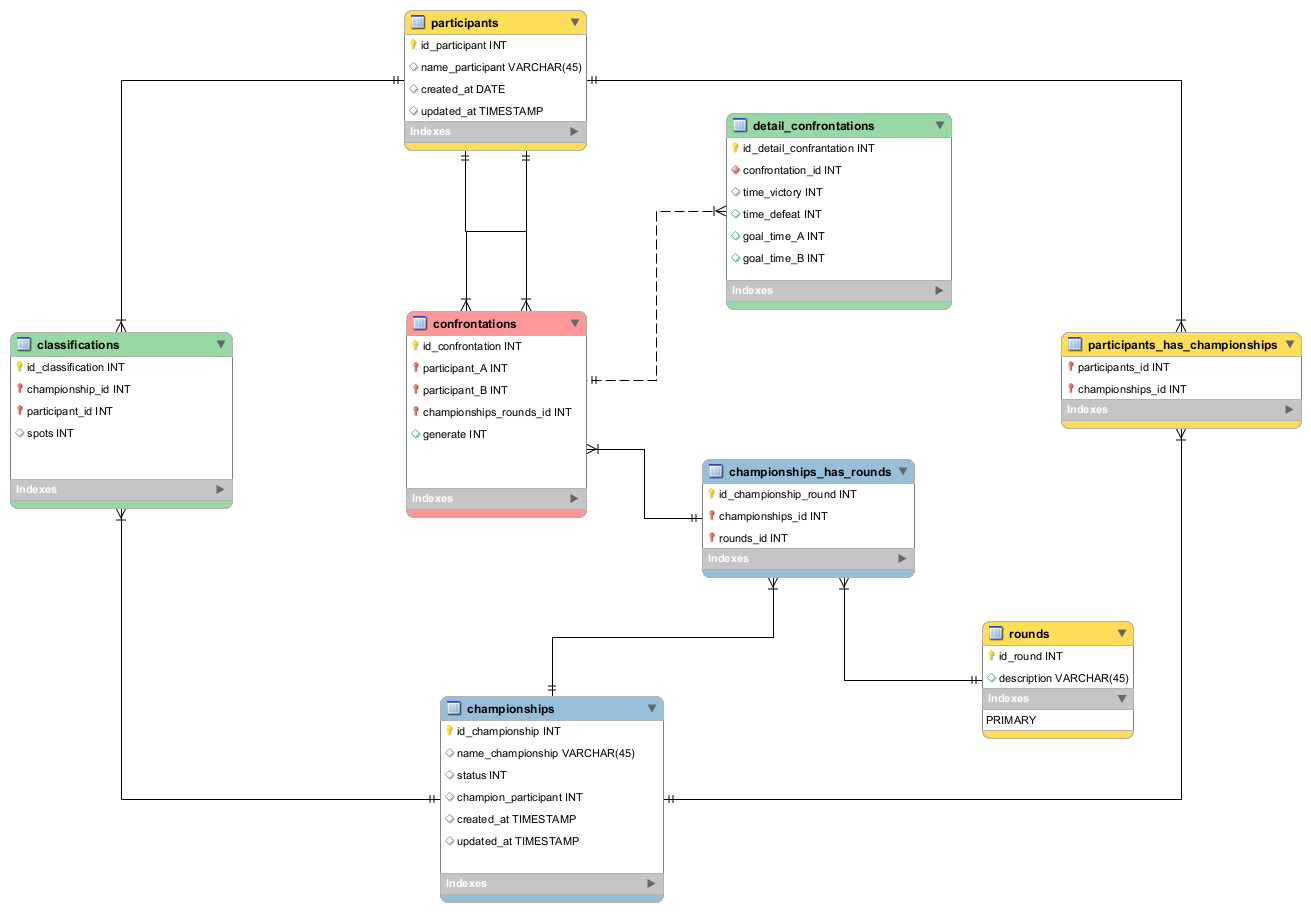 participants
id_participant INT
name_participant VARCHAR(45)
created_at DATE
updated_at TIMESTAMP
Indexes
detail_confrontations
id_detail_confrantation INT
confrontation_id INT
time_victory INT
time_defeat INT
goal_time_A INT
goal_time_B INT
Indexes
confrontations
id_confrontation INT
participant_A INT
participant_B INT
championships_rounds_id INT
generate INT
Indexes
classifications
id_classification INT
championship_id INT
participant_id INT
spots INT
Indexes
participants_has_championships
participants_id INT
championships_id INT
Indexes
championships_has_rounds
id_championship_round INT
championships_id INT
rounds_id INT
Indexes
rounds
id_round INT
description VARCHAR(45)
Indexes
PRIMARY
championships
id_championship INT
name_championship VARCHAR(45)
status INT
champion_participant INT
created_at TIMESTAMP
updated_at TIMESTAMP
Indexes